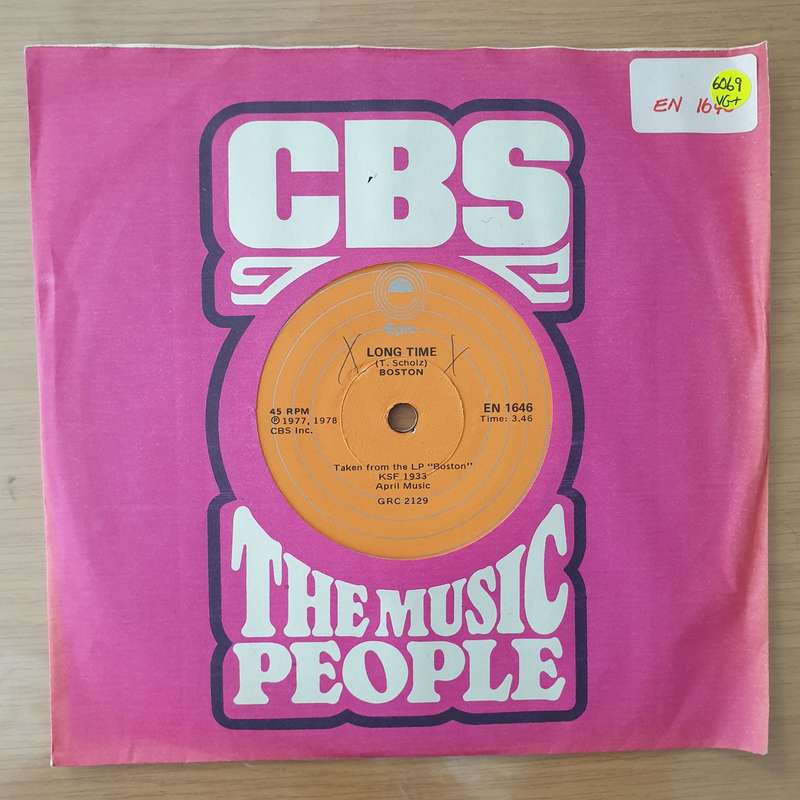 CBS
6069
VG+
EN 164
Epic
LONG TIME
(T. Scholz)
BOSTON
45 RPM
℗ 1977, 1978
CBS Inc.
EN 1646
Time: 3.46
Taken from the LP "Boston"
KSF 1933
April Music
GRC 2129
THE MUSIC
PEOPLE